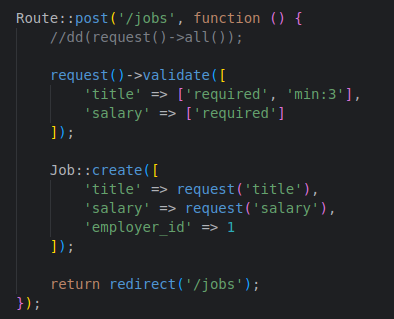 Route::post('/jobs', function () {
    //dd(request()->all());

    request()->validate([
        'title' => ['required', 'min:3'],
        'salary' => ['required']
    ]);

    Job::create([
        'title' => request('title'),
        'salary' => request('salary'),
        'employer_id' => 1
    ]);

    return redirect('/jobs');
});